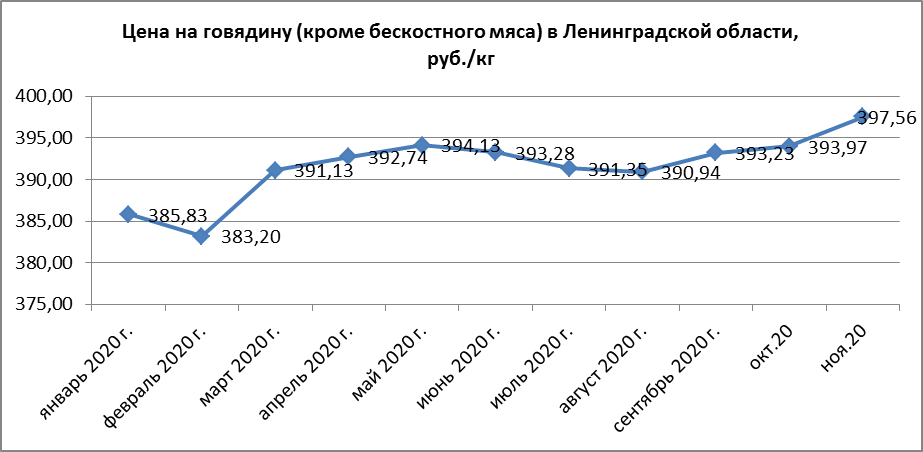 Цена на говядину (кроме бескостного мяса) в Ленинградской области,
руб./кг
400,00
395,00
390,00
385,00
380,00
375,00
385,83
383,20
391,13
392,74
394,13
393,28
391,35
390,94
393,23
393,97
397,56
январь 2020 г.
февраль 2020 г.
март 2020 г.
апрель 2020 г.
май 2020 г.
июнь 2020 г.
июль 2020 г.
август 2020 г.
сентябрь 2020 г.
окт.20
ноя.20